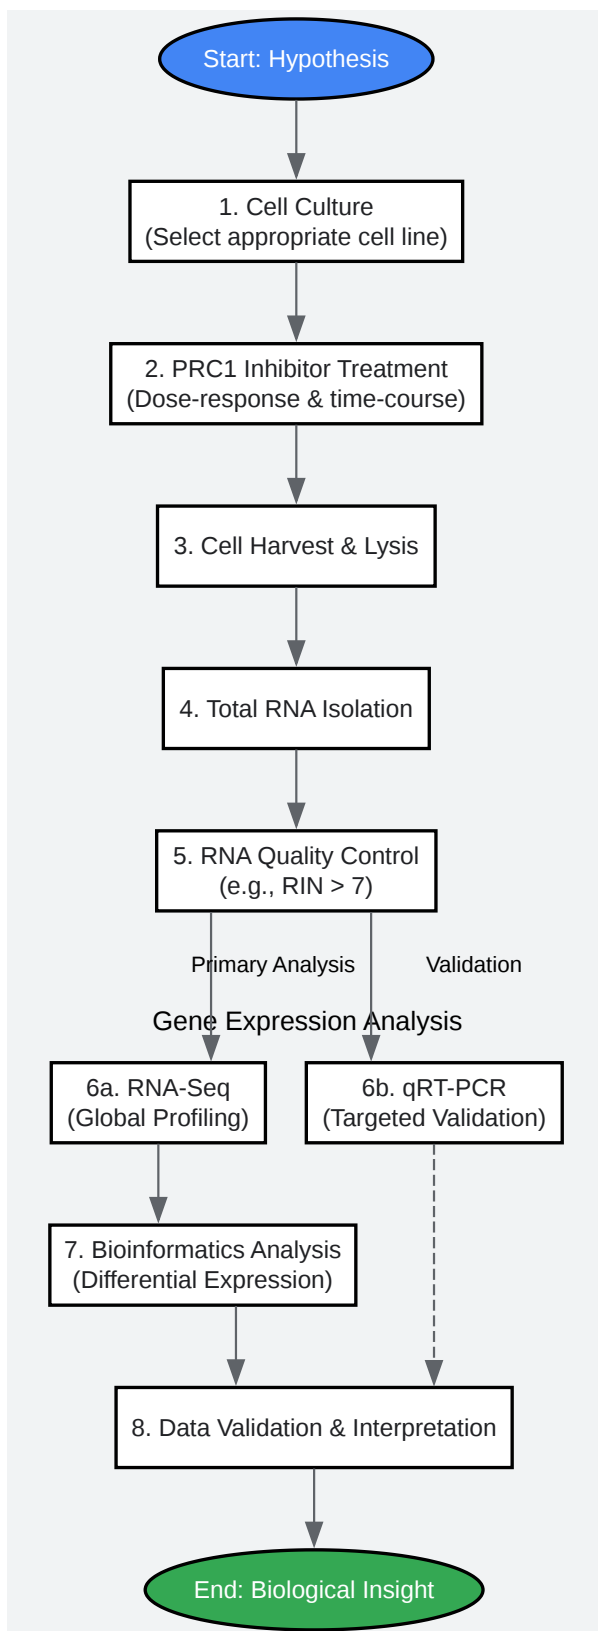 Start: Hypothesis
1. Cell Culture
(Select appropriate cell line)
2. PRC1 Inhibitor Treatment
(Dose-response & time-course)
3. Cell Harvest & Lysis
4. Total RNA Isolation
5. RNA Quality Control
(e.g., RIN > 7)
Primary Analysis
Validation
Gene Expression Analysis
6a. RNA-Seq
(Global Profiling)
6b. qRT-PCR
(Targeted Validation)
7. Bioinformatics Analysis
(Differential Expression)
8. Data Validation & Interpretation
End: Biological Insight